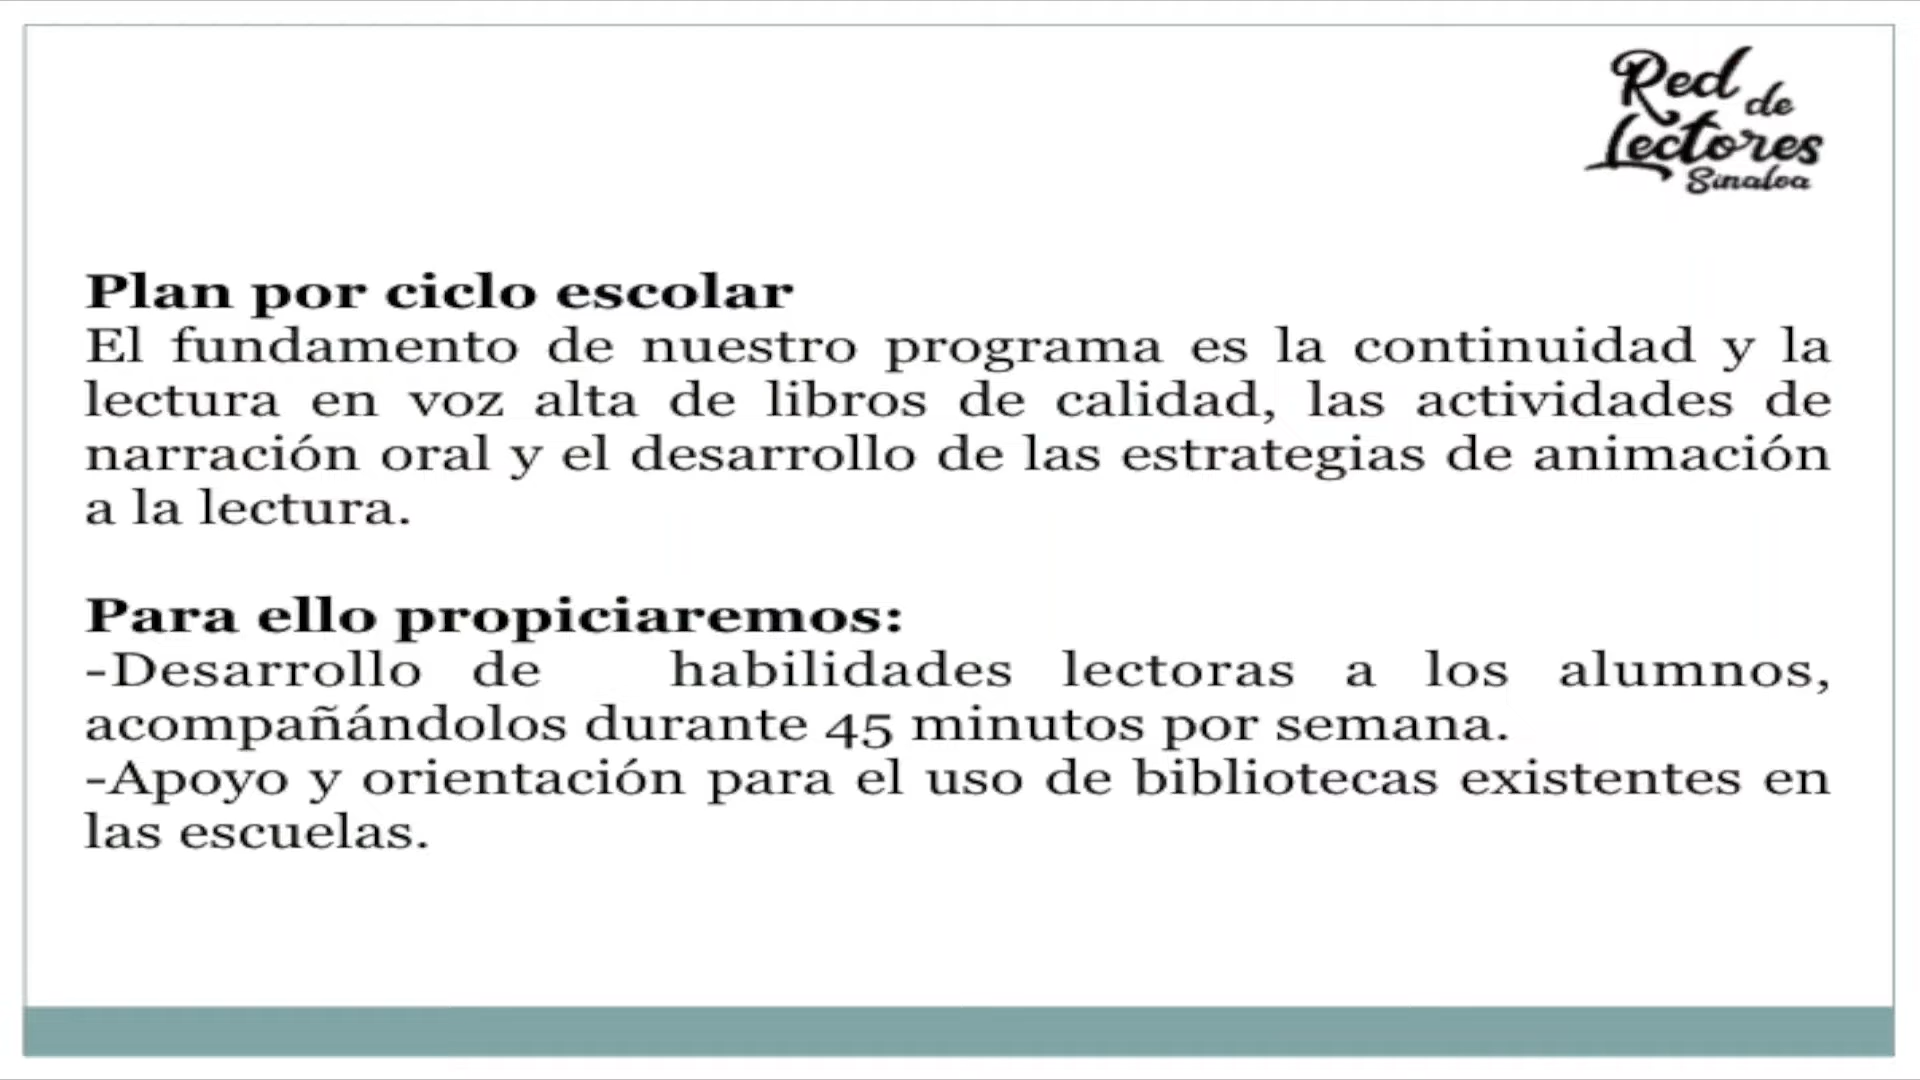 Red de
Lectores
Sinaloa
Plan por ciclo escolar
El fundamento de nuestro programa es la continuidad y la
lectura en voz alta de libros de calidad, las actividades de
narración oral y el desarrollo de las estrategias de animación
a la lectura.
Para ello propiciaremos:
-Desarrollo de habilidades lectoras a los alumnos,
acompañándolos durante 45 minutos por semana.
-Apoyo y orientación para el uso de bibliotecas existentes en
las escuelas.